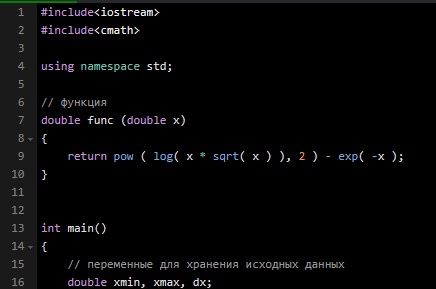 1 #include<iostream>
2 #include<cmath>
3
4 using namespace std;
5
6 // функция
7 double func (double x)
8 {
9     return pow ( log( x * sqrt( x ) ), 2 ) - exp( -x );
10 }
11
12
13 int main()
14 {
15     // переменные для хранения исходных данных
16     double xmin, xmax, dx;